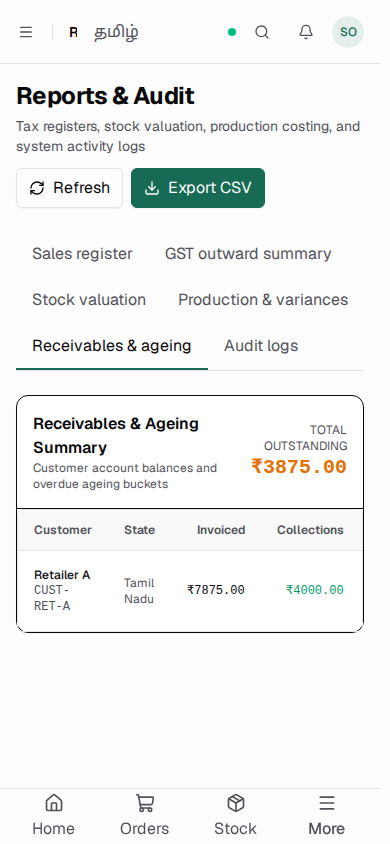 R தமிழ் SO
Reports & Audit
Tax registers, stock valuation, production costing, and
system activity logs
Refresh Export CSV
Sales register GST outward summary
Stock valuation Production & variances
Receivables & ageing Audit logs
Receivables & Ageing
Summary
Customer account balances and
overdue ageing buckets
TOTAL
OUTSTANDING
₹3875.00
Customer State Invoiced Collections
Retailer A
CUST-
RET-A
Tamil
Nadu
₹7875.00
₹4000.00
Home Orders Stock More